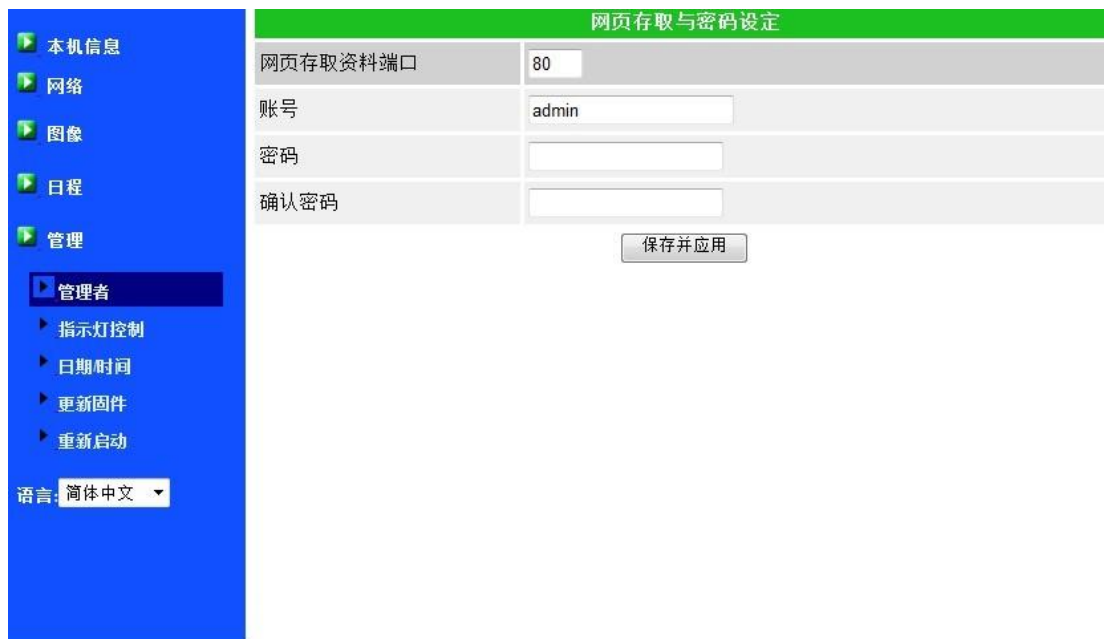 本机信息
网络
图像
日程
管理
管理者
指示灯控制
日期/时间
更新固件
重新启动
语言:简体中文
网页存取与密码设定
网页存取资料端口 80
账号 admin
密码
确认密码
保存并应用